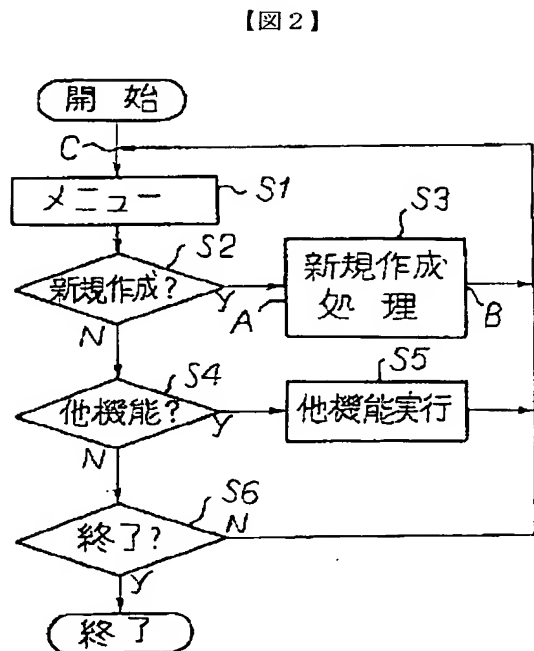 【図２】
開始
C
メニュー
S1
S2
新規作成？
Y
N
A
S3
新規作成
処理
B
S4
他機能？
Y
N
S5
他機能実行
S6
終了？
N
Y
終了